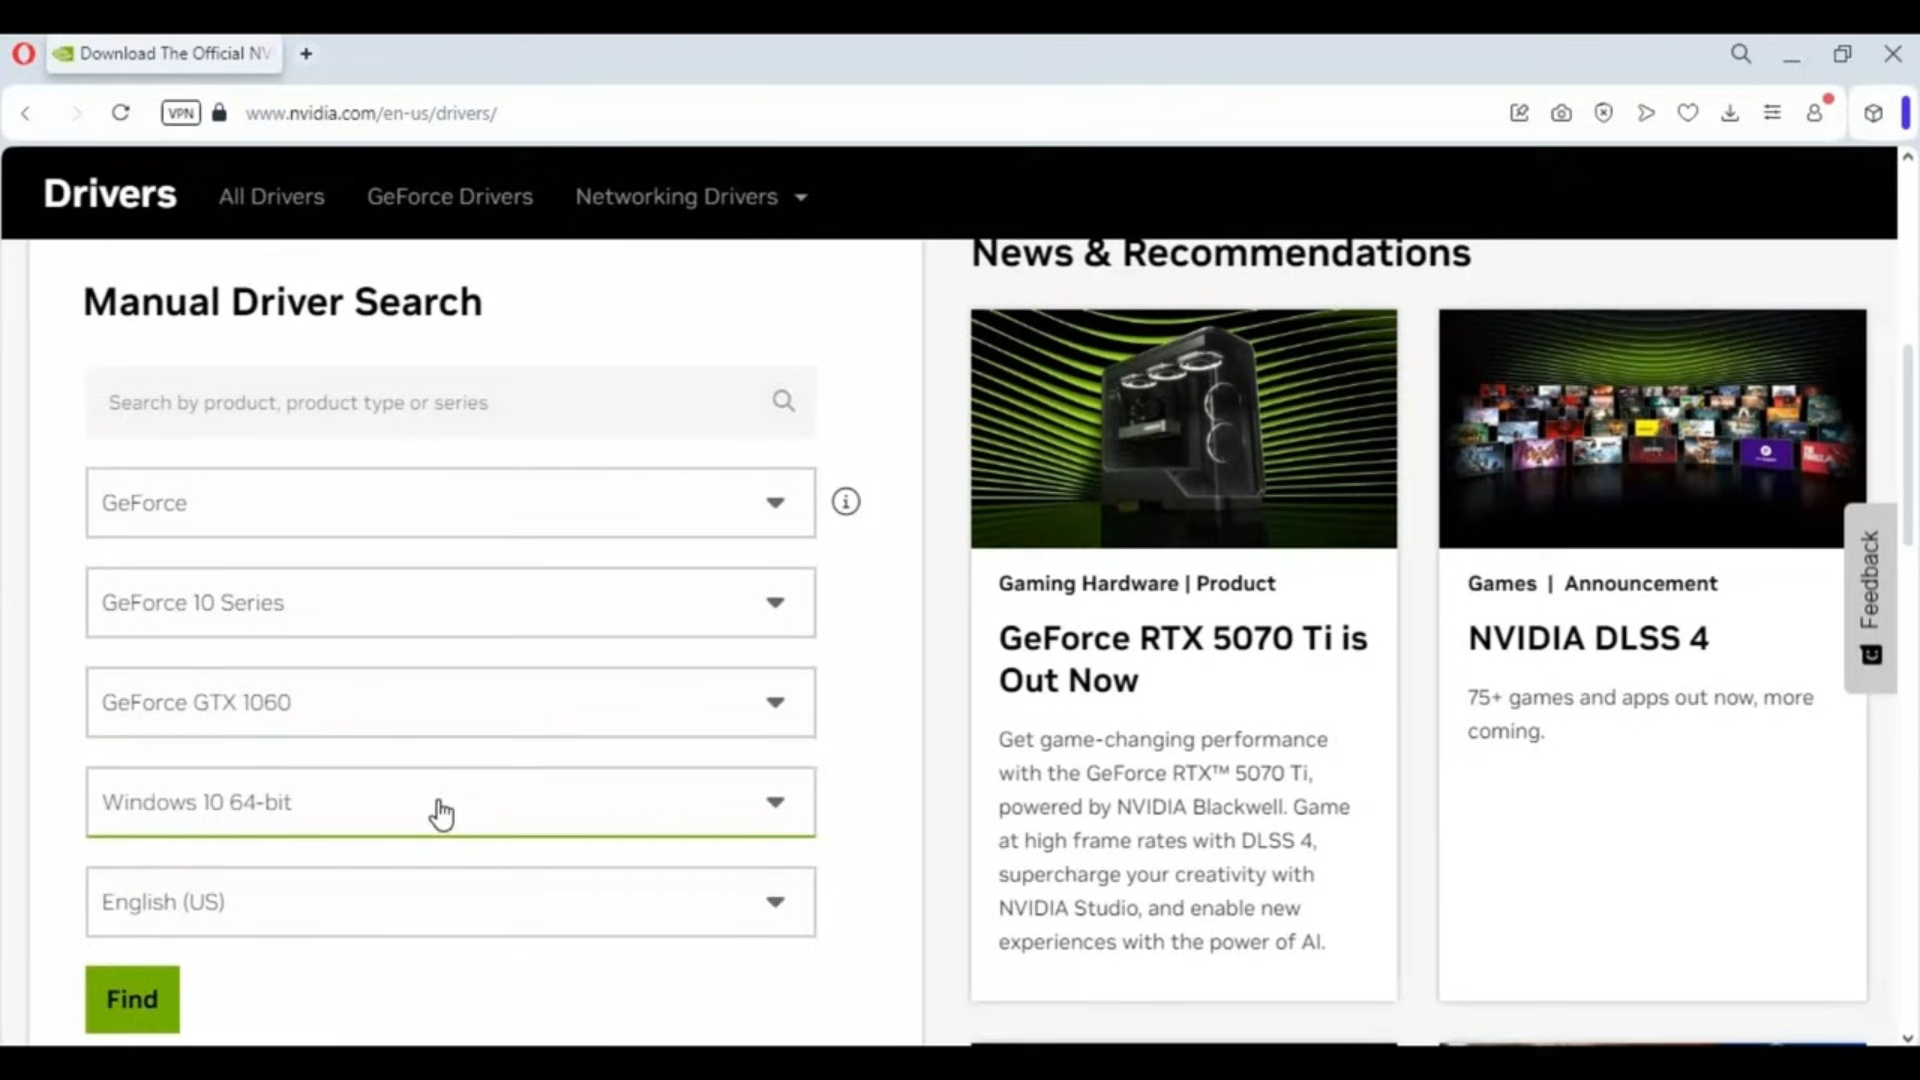 Download The Official NV
VPN
www.nvidia.com/en-us/drivers/
Drivers
All Drivers
GeForce Drivers
Networking Drivers
Manual Driver Search
Search by product, product type or series
GeForce
GeForce 10 Series
GeForce GTX 1060
Windows 10 64-bit
English (US)
Find
News & Recommendations
Gaming Hardware | Product
GeForce RTX 5070 Ti is
Out Now
Get game-changing performance
with the GeForce RTX™ 5070 Ti,
powered by NVIDIA Blackwell. Game
at high frame rates with DLSS 4,
supercharge your creativity with
NVIDIA Studio, and enable new
experiences with the power of AI.
Games | Announcement
NVIDIA DLSS 4
75+ games and apps out now, more
coming.
Feedback